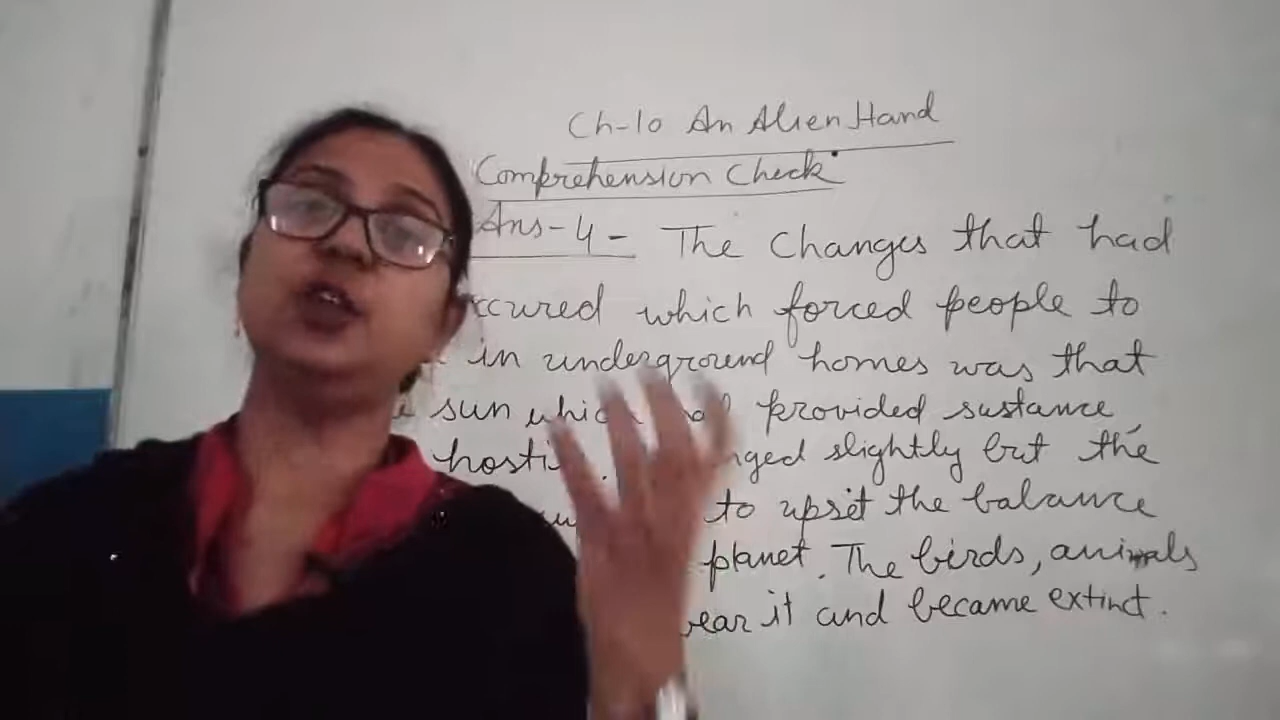 Ch-10 An Alien Hand
Comprehension Check
Ans-4- The Changes that had
which forced people to
in underground homes was that
sun which provided sustance
slightly but the
to upset the balance
planet. The birds, animals
it and became extinct.